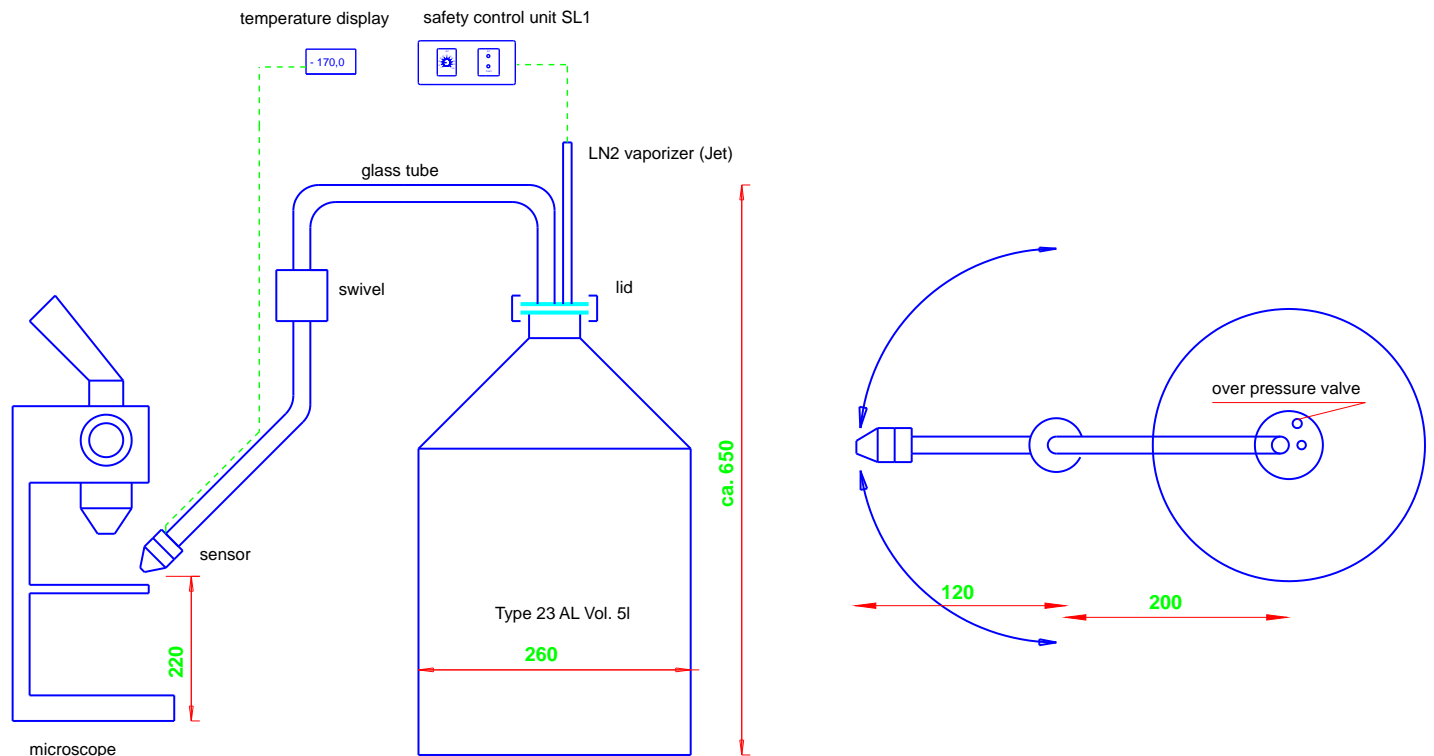 temperature display
safety control unit SL1
- 170,0
LN2 vaporizer (Jet)
glass tube
swivel
lid
over pressure valve
ca. 650
sensor
120
200
Type 23 AL Vol. 5l
220
260
microscope